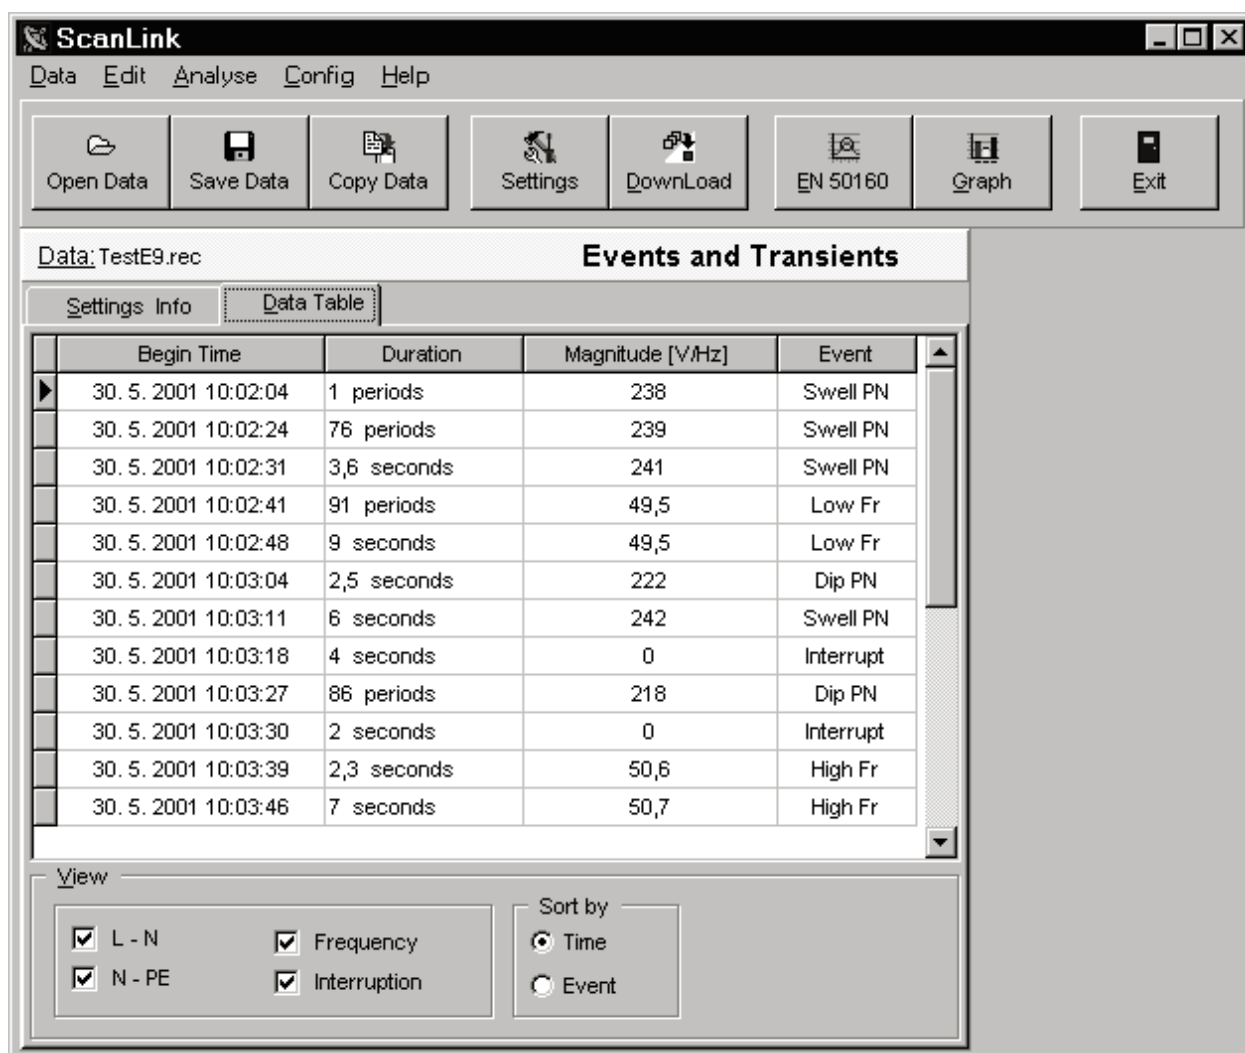 ScanLink
Data Edit Analyse Config Help
Open Data Save Data Copy Data Settings DownLoad EN 50160 Graph Exit
Data: TestE9.rec Events and Transients
Settings Info Data Table
Begin Time Duration Magnitude [V/Hz] Event
30. 5. 2001 10:02:04 1 periods 238 Swell PN
30. 5. 2001 10:02:24 76 periods 239 Swell PN
30. 5. 2001 10:02:31 3,6 seconds 241 Swell PN
30. 5. 2001 10:02:41 91 periods 49,5 Low Fr
30. 5. 2001 10:02:48 9 seconds 49,5 Low Fr
30. 5. 2001 10:03:04 2,5 seconds 222 Dip PN
30. 5. 2001 10:03:11 6 seconds 242 Swell PN
30. 5. 2001 10:03:18 4 seconds 0 Interrupt
30. 5. 2001 10:03:27 86 periods 218 Dip PN
30. 5. 2001 10:03:30 2 seconds 0 Interrupt
30. 5. 2001 10:03:39 2,3 seconds 50,6 High Fr
30. 5. 2001 10:03:46 7 seconds 50,7 High Fr
View
Sort by
L - N Frequency Time
N - PE Interruption Event